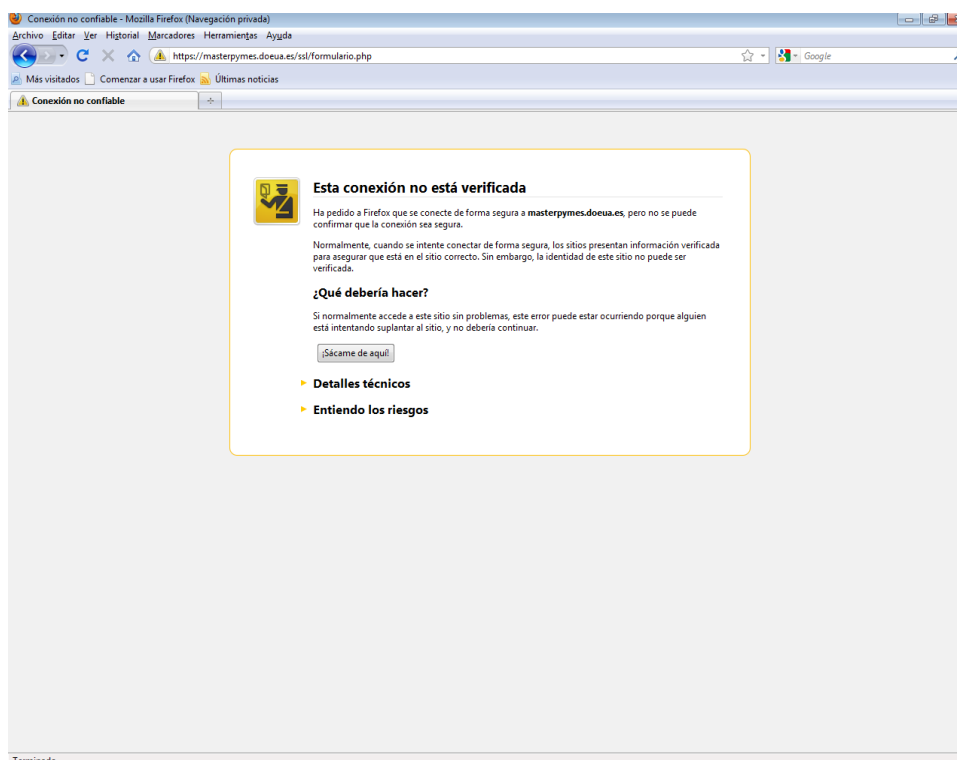 Conexión no confiable - Mozilla Firefox (Navegación privada)
Archivo Editar Ver Historial Marcadores Herramientas Ayuda
https://masterpymes.doeua.es/ssl/formulario.php
Google
Más visitados Comenzar a usar Firefox Últimas noticias
Conexión no confiable
Esta conexión no está verificada
Ha pedido a Firefox que se conecte de forma segura a masterpymes.doeua.es, pero no se puede
confirmar que la conexión sea segura.
Normalmente, cuando se intente conectar de forma segura, los sitios presentan información verificada
para asegurar que está en el sitio correcto. Sin embargo, la identidad de este sitio no puede ser
verificada.
¿Qué debería hacer?
Si normalmente accede a este sitio sin problemas, este error puede estar ocurriendo porque alguien
está intentando suplantar al sitio, y no debería continuar.
¡Sácame de aquí!
Detalles técnicos
Entiendo los riesgos